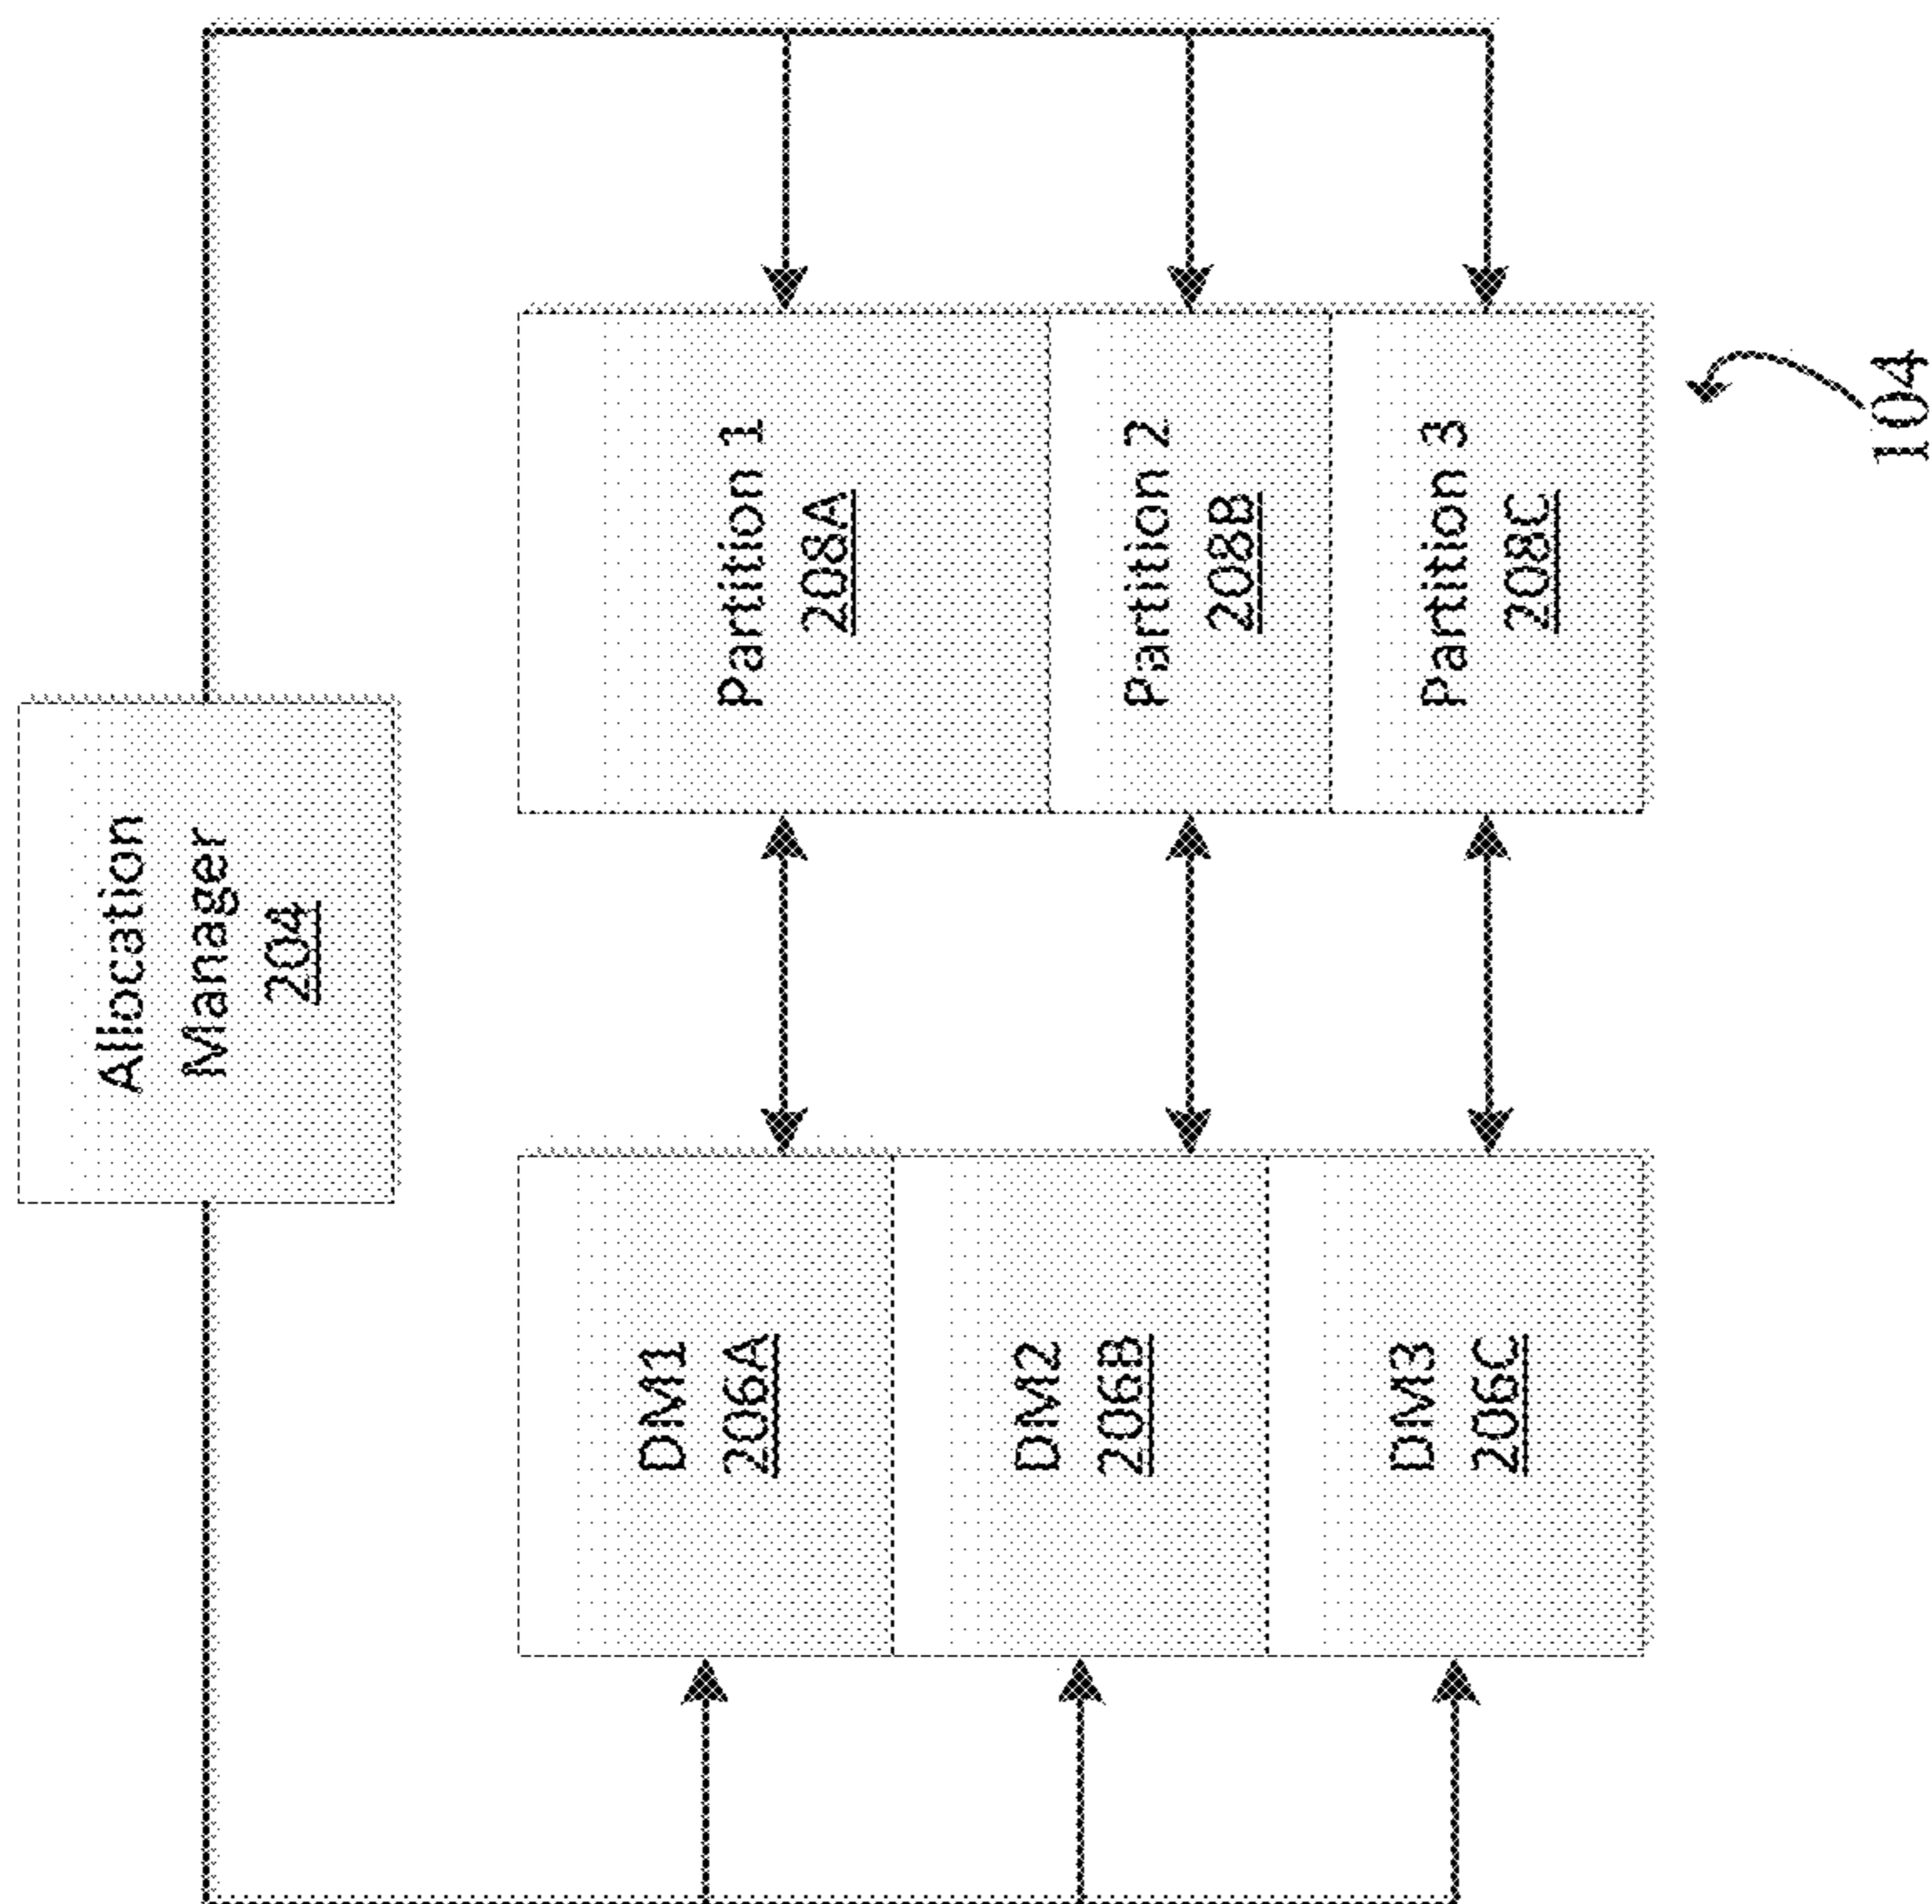 Allocation
Manager
204
DM1
206A
DM2
206B
DM3
206C
Partition 1
208A
Partition 2
208B
Partition 3
208C
104